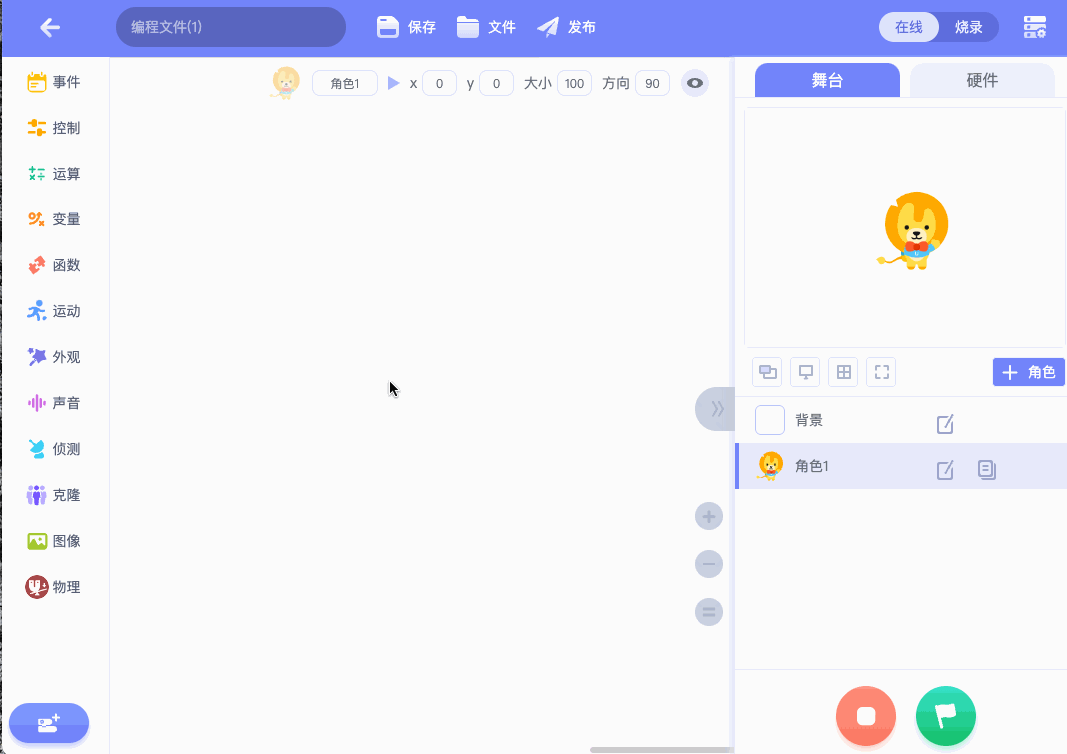 编程文件(1) 保存 文件 发布 在线 烧录
事件
控制
运算
变量
函数
运动
外观
声音
侦测
克隆
图像
物理
角色1 x 0 y 0 大小 100 方向 90
舞台 硬件
角色
背景
角色1